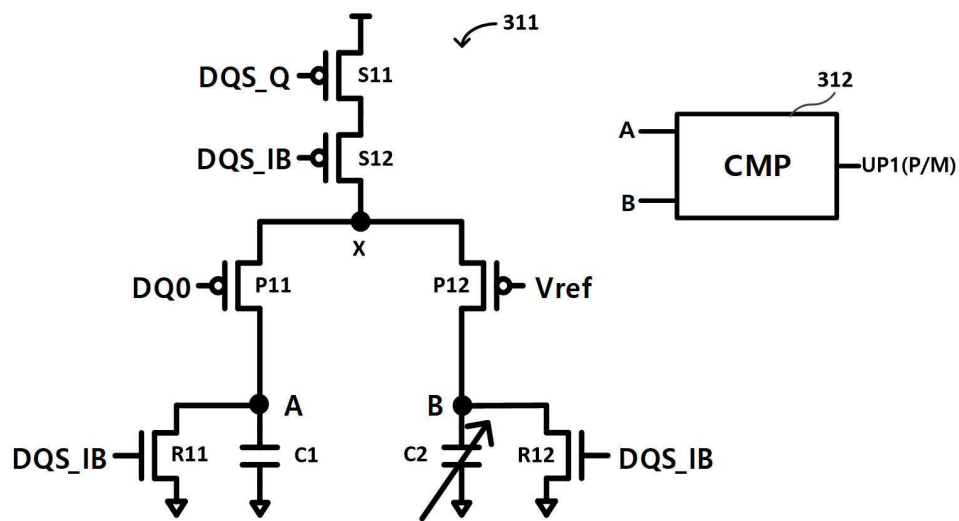 311
DQS_Q
S11
312
DQS_IB
S12
A
B
CMP
UP1(P/M)
X
DQ0
P11
P12
Vref
A
B
DQS_IB
R11
C1
C2
R12
DQS_IB